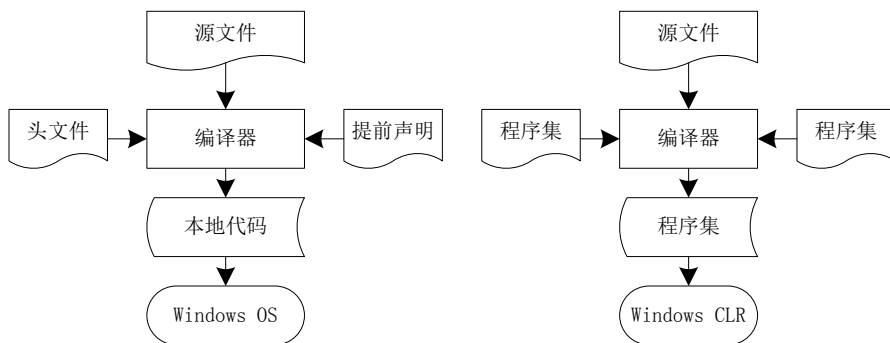 源文件
头文件
编译器
提前声明
本地代码
Windows OS
源文件
程序集
编译器
程序集
程序集
Windows CLR